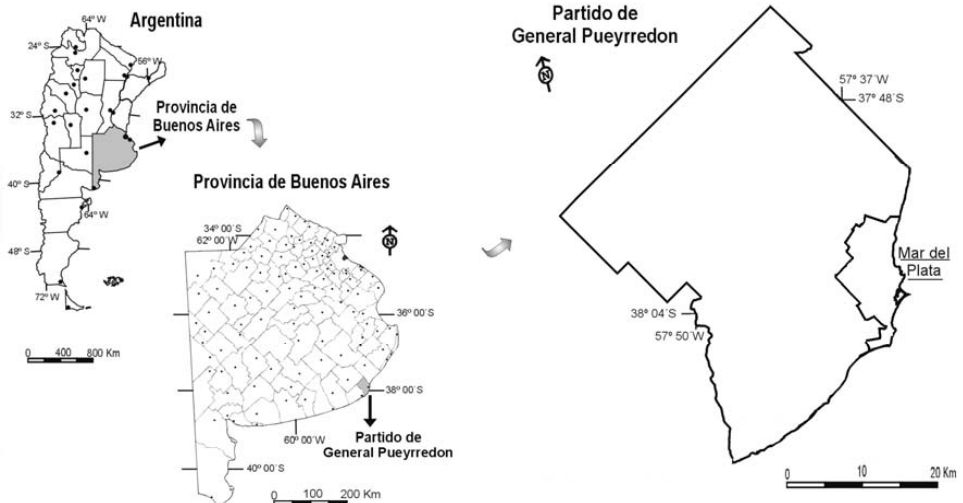 Argentina
64º W
24º S
56º W
32º S
Provincia de
Buenos Aires
40º S
64º W
48º S
72º W
0 400 800 Km
Provincia de Buenos Aires
34º 00´S
62º 00´W
N
36º 00´S
38º 00´S
60º 00´W
Partido de
General Pueyrredon
40º 00´S
0 100 200 Km
Partido de
General Pueyrredon
N
57º 37´W
37º 48´S
Mar del
Plata
38º 04´S
57º 50´W
0 10 20 Km